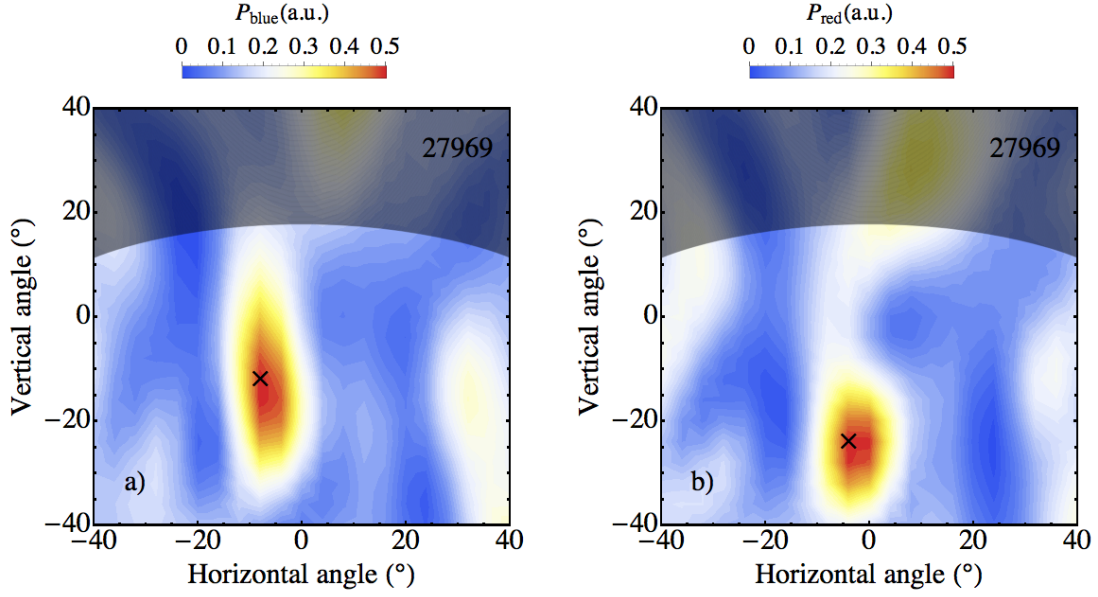 P_blue(a.u.)
0 0.1 0.2 0.3 0.4 0.5
40
20
0
−20
−40
Vertical angle (°)
27969
a)
−40 −20 0 20 40
Horizontal angle (°)
P_red(a.u.)
0 0.1 0.2 0.3 0.4 0.5
40
20
0
−20
−40
Vertical angle (°)
27969
b)
−40 −20 0 20 40
Horizontal angle (°)